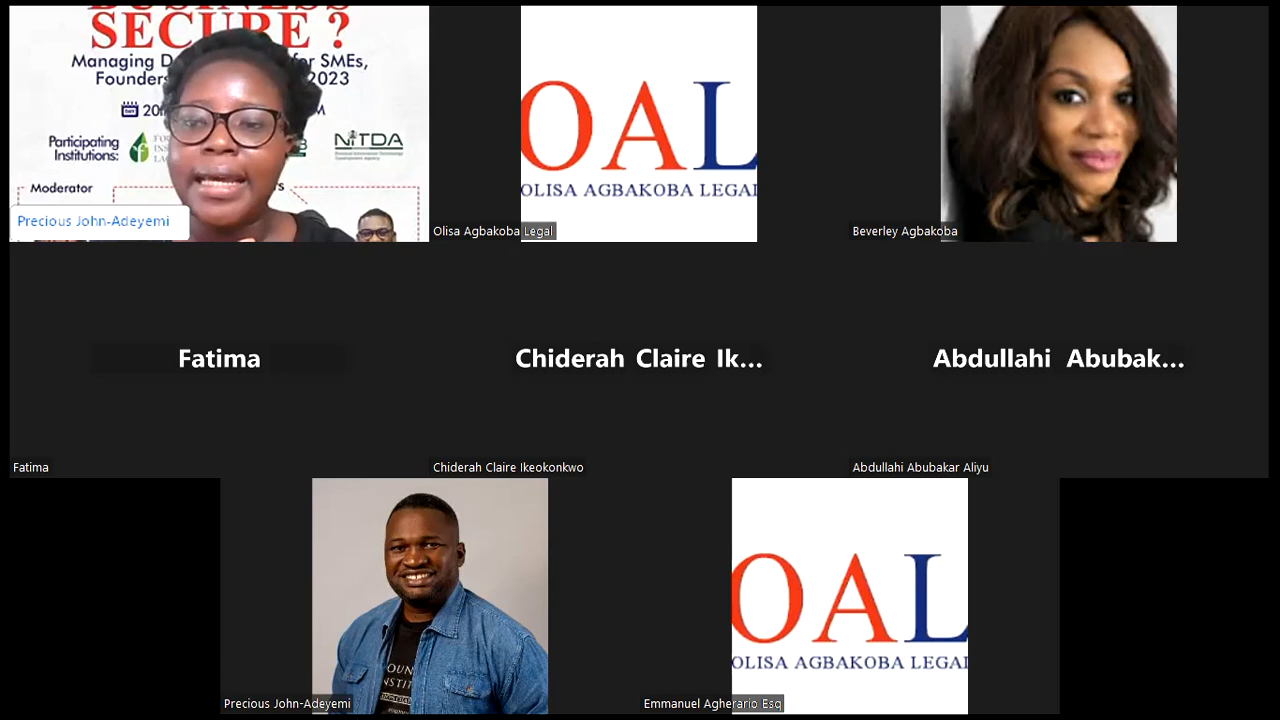 SECURE ?
Managing D for SMEs,
Founders 2023
20
Participating
Institutions:
NITDA
Moderator
Precious John-Adeyemi
OAL
OLISA AGBAKOBA LEGAL
Olisa Agbakoba Legal
Beverley Agbakoba
Fatima
Chiderah Claire Ik...
Abdullahi Abubak...
Fatima
Chiderah Claire Ikeokonkwo
Abdullahi Abubakar Aliyu
OUN
NSTIT
Precious John-Adeyemi
OAL
OLISA AGBAKOBA LEGAL
Emmanuel Agherario Esq